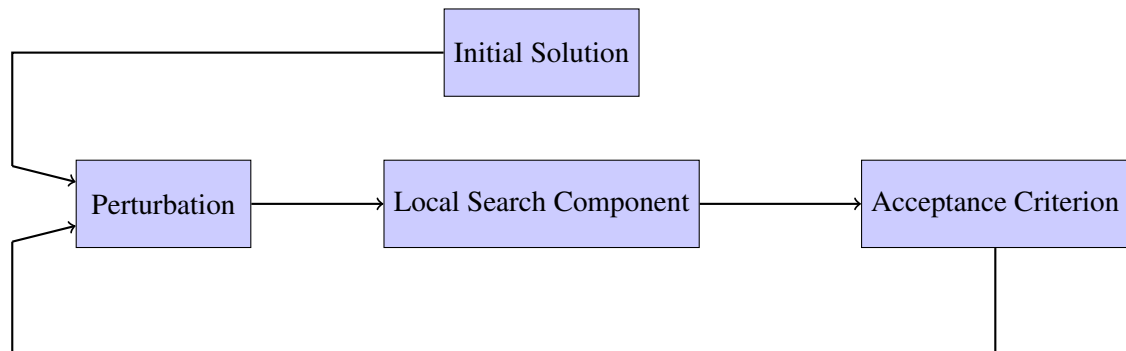 Initial Solution
Perturbation
Local Search Component
Acceptance Criterion